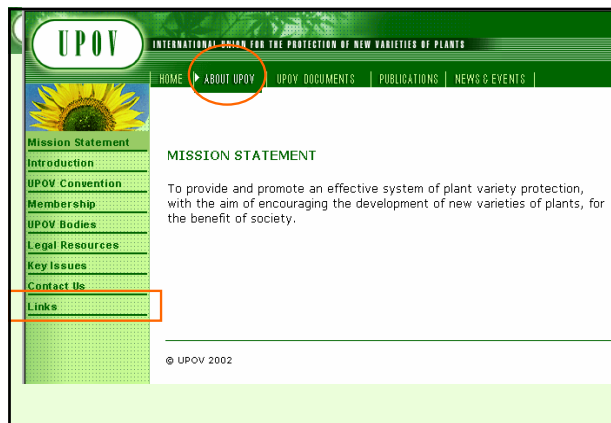 UPOV
INTERNATIONAL UNION FOR THE PROTECTION OF NEW VARIETIES OF PLANTS
HOME | ABOUT UPOV | UPOV DOCUMENTS | PUBLICATIONS | NEWS & EVENTS |
Mission Statement
Introduction
UPOV Convention
Membership
UPOV Bodies
Legal Resources
Key Issues
Contact Us
Links
MISSION STATEMENT
To provide and promote an effective system of plant variety protection,
with the aim of encouraging the development of new varieties of plants, for
the benefit of society.
© UPOV 2002